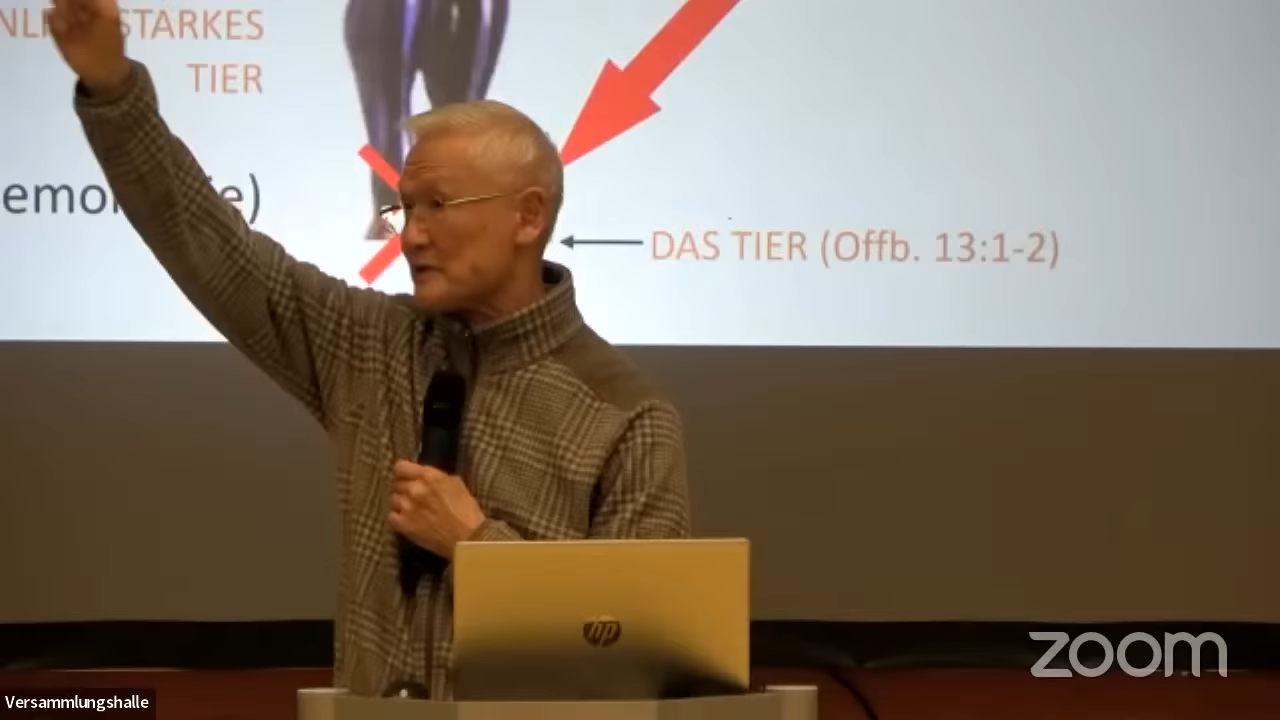 STARKES
TIER
DAS TIER (Offb. 13:1-2)
hp
zoom
Versammlungshalle